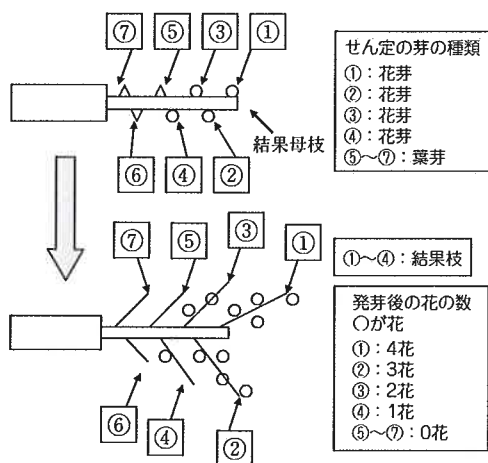 ⑦ ⑤ ③ ①
結果母枝
⑥ ④ ②
せん定の芽の種類
①：花芽
②：花芽
③：花芽
④：花芽
⑤～⑦：葉芽
⑦ ⑤ ③ ①
⑥ ④ ②
①～④：結果枝
発芽後の花の数
○が花
①：4花
②：3花
③：2花
④：1花
⑤～⑦：0花